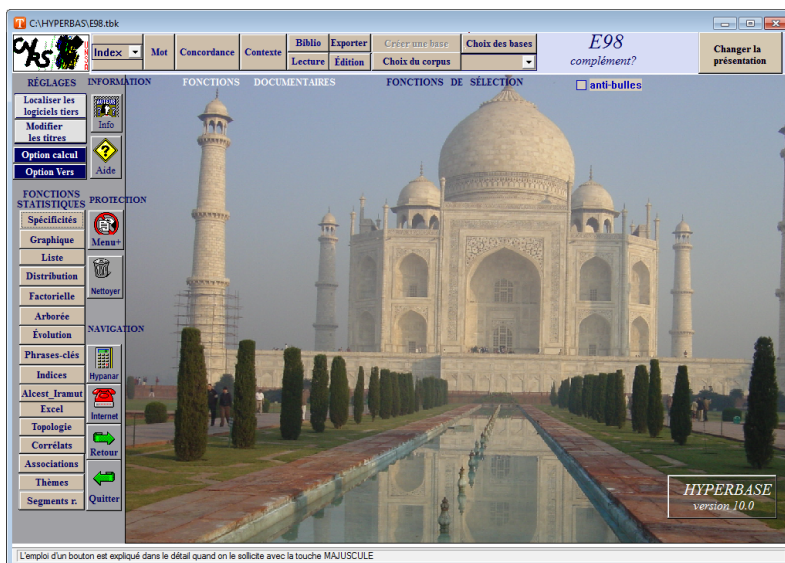 C:\HYPERBAS\E98.tbk
Index
Mot
Concordance
Contexte
Biblio
Exporter
Créer une base
Choix des bases
Lecture
Édition
Choix du corpus
E98
complément?
Changer la
présentation
RÉGLAGES
INFORMATION
FONCTIONS DOCUMENTAIRES
FONCTIONS DE SÉLECTION
anti-bulles
Localiser les
logiciels tiers
Modifier
les titres
Option calcul
Option Vers
Info
Aide
FONCTIONS
STATISTIQUES
PROTECTION
Spécificités
Graphique
Liste
Distribution
Factorielle
Arborée
Évolution
Phrases-clés
Indices
Alcest_Iramut
Excel
Topologie
Corrélats
Associations
Thèmes
Segments r.
Menu+
Nettoyer
NAVIGATION
Hypanar
Internet
Retour
Quitter
HYPERBASE
version 10.0
L'emploi d'un bouton est expliqué dans le détail quand on le sollicite avec la touche MAJUSCULE